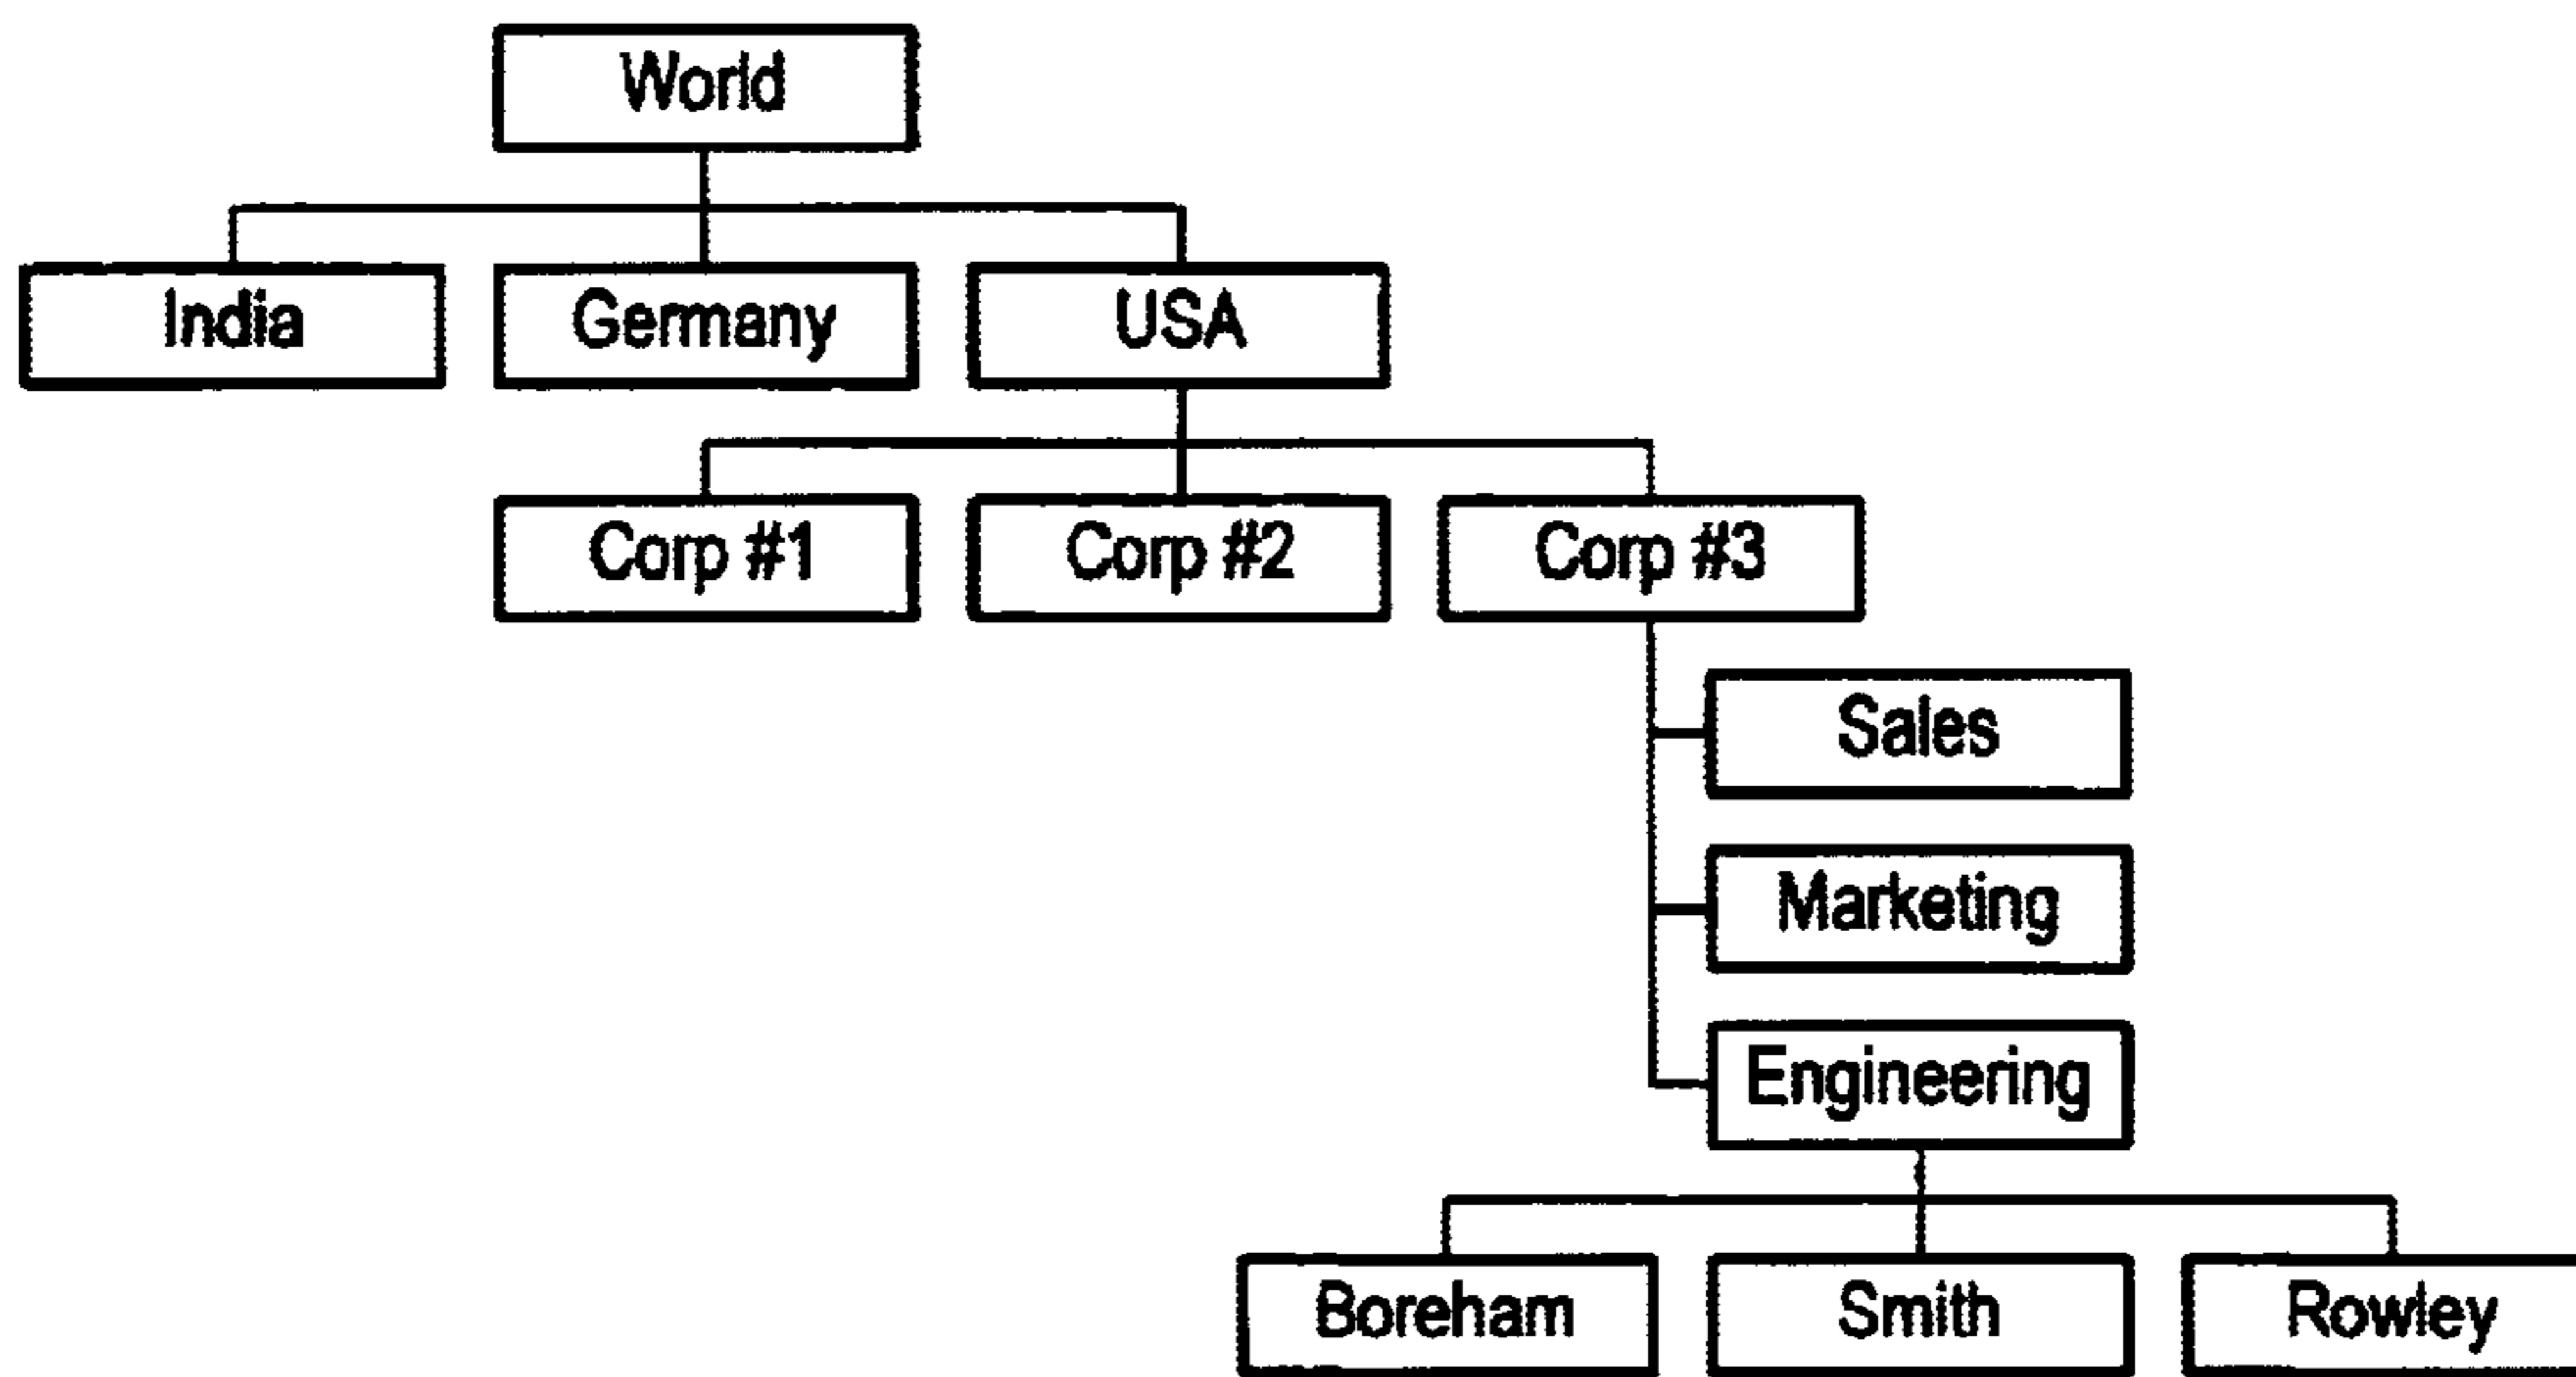 World
India Germany USA
Corp #1 Corp #2 Corp #3
Sales
Marketing
Engineering
Boreham Smith Rowley